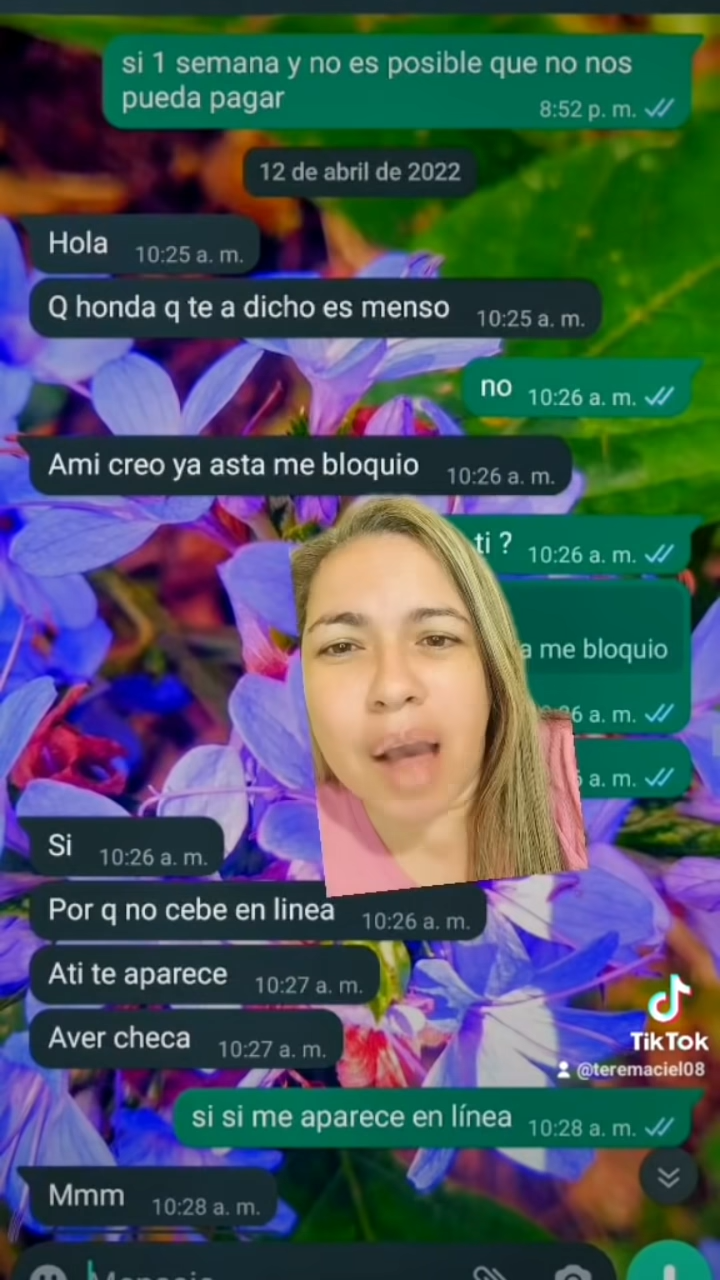 si 1 semana y no es posible que no nos
pueda pagar
8:52 p. m.
12 de abril de 2022
Hola 10:25 a. m.
Q honda q te a dicho es menso 10:25 a. m.
no 10:26 a. m.
Ami creo ya asta me bloquio 10:26 a. m.
ti ? 10:26 a. m.
a me bloquio
a. m.
a. m.
Si 10:26 a. m.
Por q no cebe en linea 10:26 a. m.
Ati te aparece 10:27 a. m.
Aver checa 10:27 a. m.
TikTok
@teremaciel08
si si me aparece en línea 10:28 a. m.
Mmm 10:28 a. m.